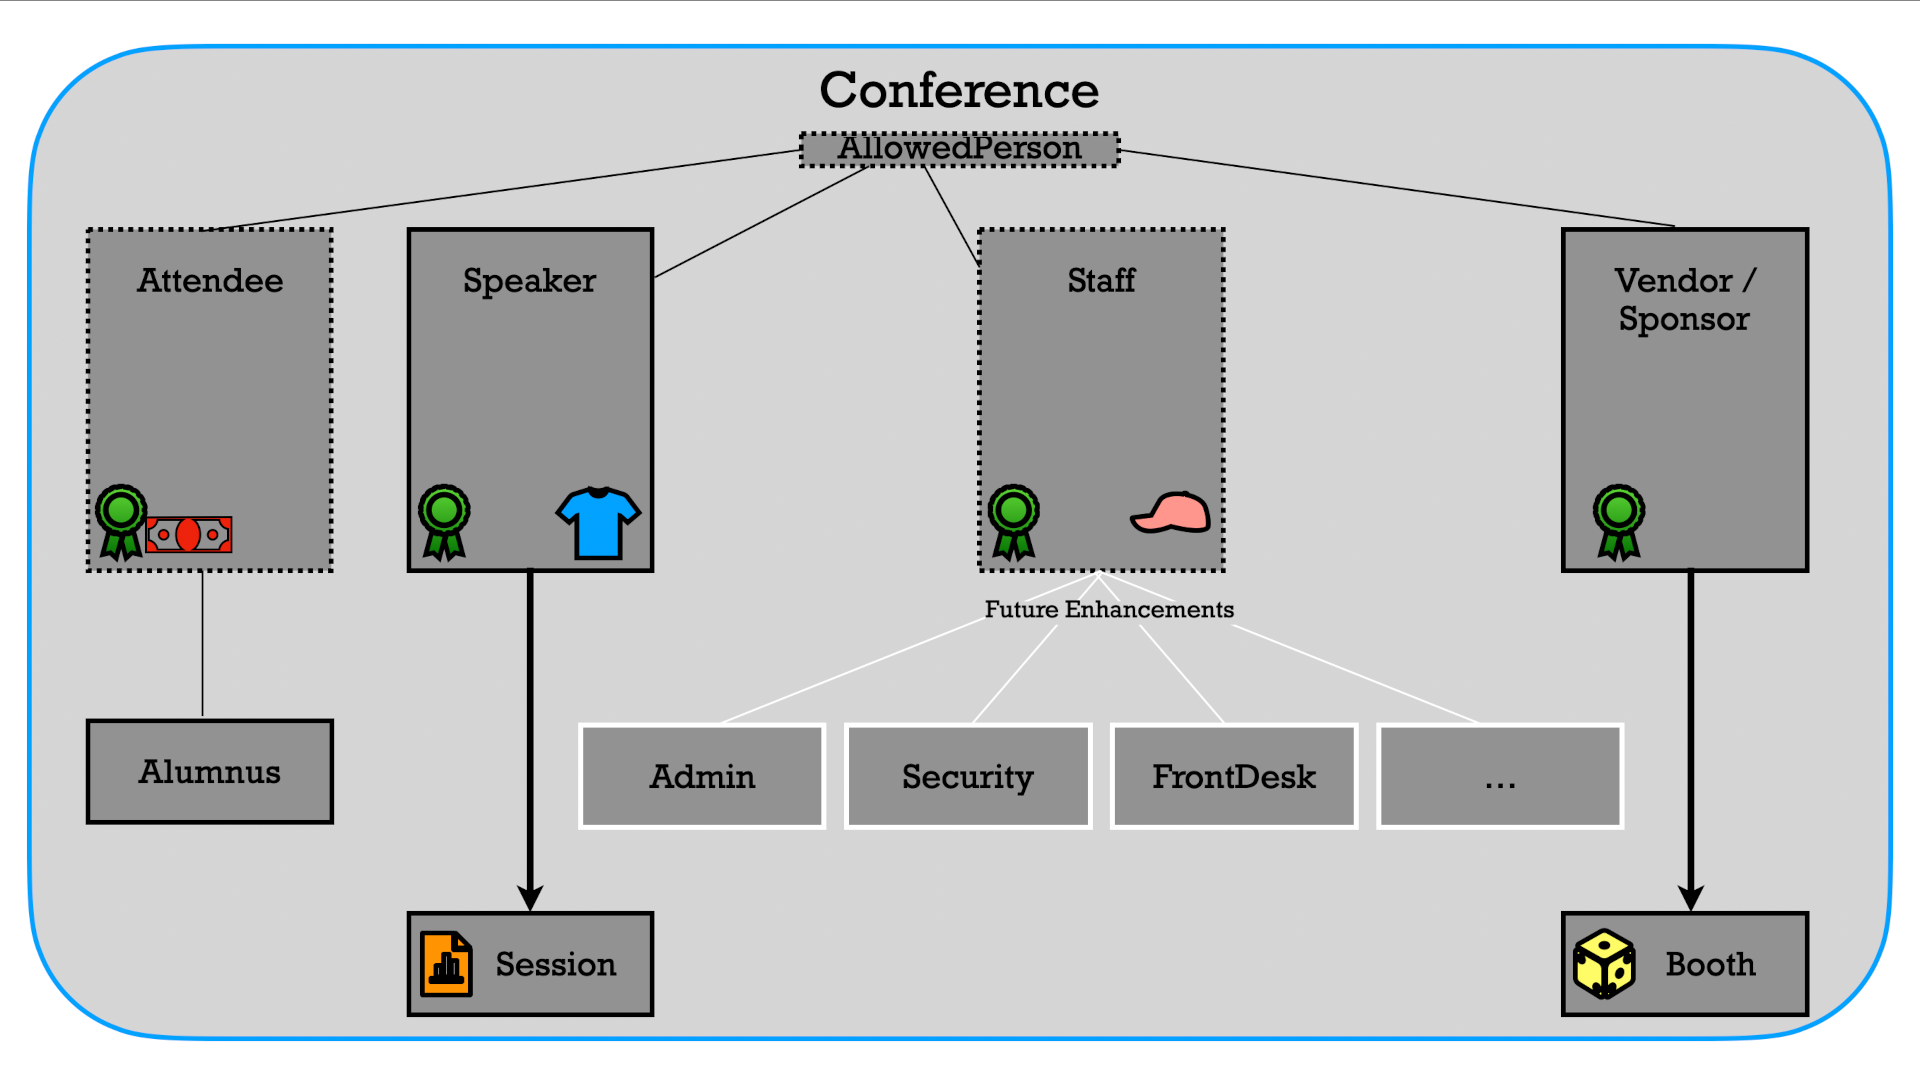 Conference
AllowedPerson
Attendee
Speaker
Staff
Vendor /
Sponsor
Future Enhancements
Alumnus
Admin
Security
FrontDesk
...
Session
Booth